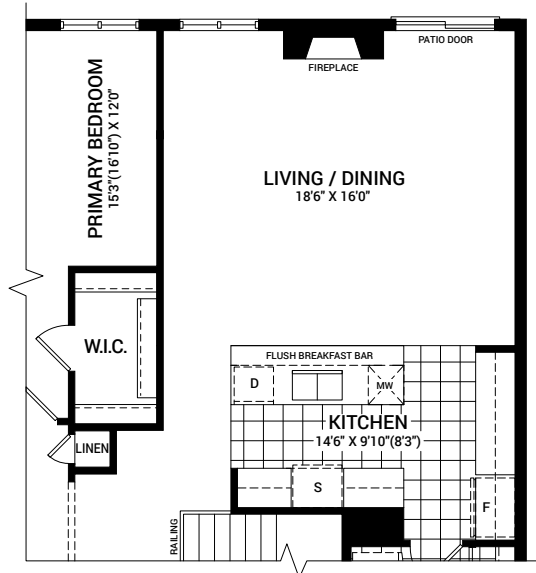 PATIO DOOR
FIREPLACE
PRIMARY BEDROOM
15'3"(16'10") X 12'0"
LIVING / DINING
18'6" X 16'0"
W.I.C.
FLUSH BREAKFAST BAR
D
MW
KITCHEN
14'6" X 9'10"(8'3")
LINEN
S
F
RAILING